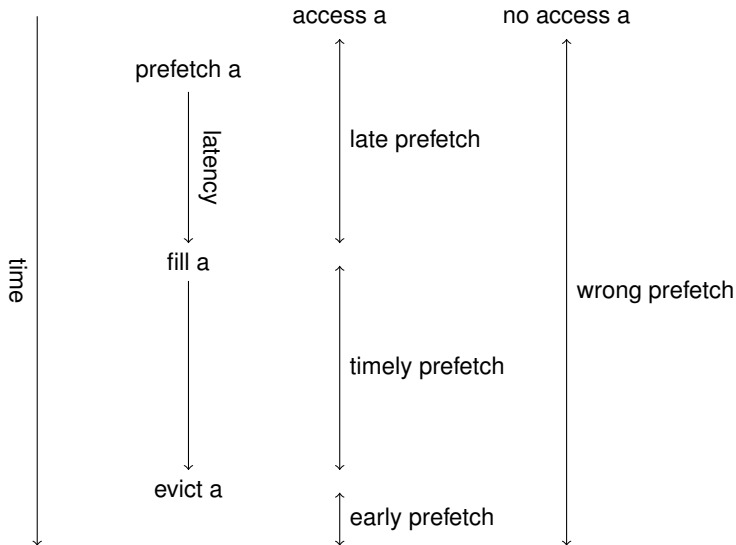 access a
no access a
prefetch a
late prefetch
latency
fill a
time
wrong prefetch
timely prefetch
evict a
early prefetch